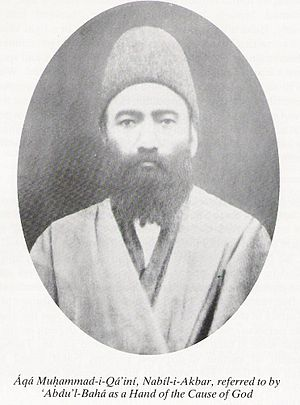 Áqá Muḥammad-i-Qá'iní, Nabíl-i-Akbar, referred to by
'Abdu'l-Bahá as a Hand of the Cause of God